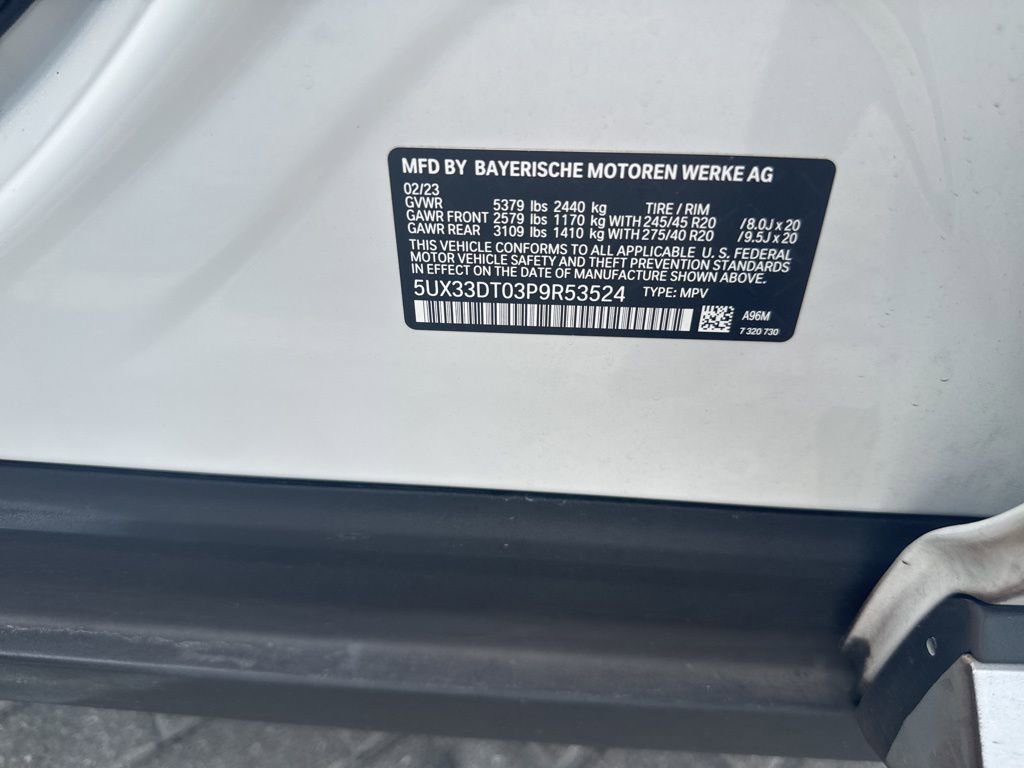 MFD BY BAYERISCHE MOTOREN WERKE AG
02/23
GVWR 5379 lbs 2440 kg TIRE / RIM
GAWR FRONT 2579 lbs 1170 kg WITH 245/45 R20 /8.0J x 20
GAWR REAR 3109 lbs 1410 kg WITH 275/40 R20 /9.5J x 20
THIS VEHICLE CONFORMS TO ALL APPLICABLE U.S. FEDERAL
MOTOR VEHICLE SAFETY AND THEFT PREVENTION STANDARDS
IN EFFECT ON THE DATE OF MANUFACTURE SHOWN ABOVE.
5UX33DT03P9R53524 TYPE: MPV
A96M
7 320 730